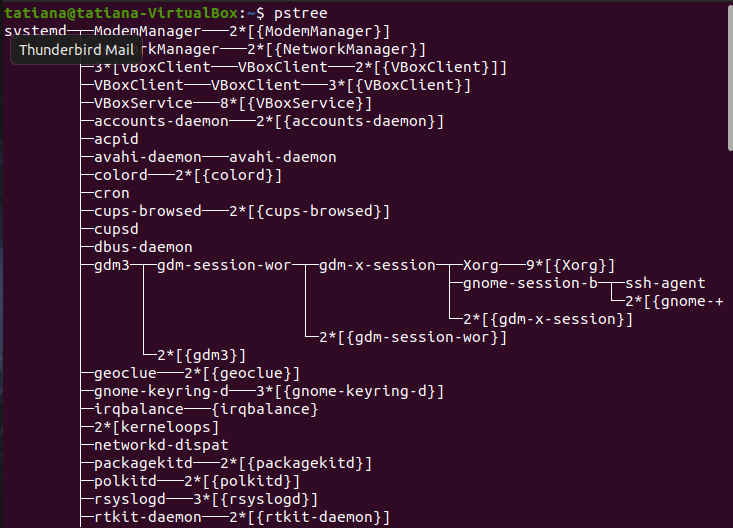 tatiana@tatiana-VirtualBox:~$ pstree
systemd─┬─ModemManager───2*[{ModemManager}]
Thunderbird Mail
rkManager───2*[{NetworkManager}]
├─3*[VBoxClient───VBoxClient───2*[{VBoxClient}]]
├─VBoxClient───VBoxClient───3*[{VBoxClient}]
├─VBoxService───8*[{VBoxService}]
├─accounts-daemon───2*[{accounts-daemon}]
├─acpid
├─avahi-daemon───avahi-daemon
├─colord───2*[{colord}]
├─cron
├─cups-browsed───2*[{cups-browsed}]
├─cupsd
├─dbus-daemon
├─gdm3─┬─gdm-session-wor─┬─gdm-x-session─┬─Xorg───9*[{Xorg}]
│      │                 │               ├─gnome-session-b─┬─ssh-agent
│      │                 │               │                 └─2*[{gnome-+
│      │                 │               └─2*[{gdm-x-session}]
│      │                 └─2*[{gdm-session-wor}]
│      └─2*[{gdm3}]
├─geoclue───2*[{geoclue}]
├─gnome-keyring-d───3*[{gnome-keyring-d}]
├─irqbalance───{irqbalance}
├─2*[kerneloops]
├─networkd-dispat
├─packagekitd───2*[{packagekitd}]
├─polkitd───2*[{polkitd}]
├─rsyslogd───3*[{rsyslogd}]
├─rtkit-daemon───2*[{rtkit-daemon}]